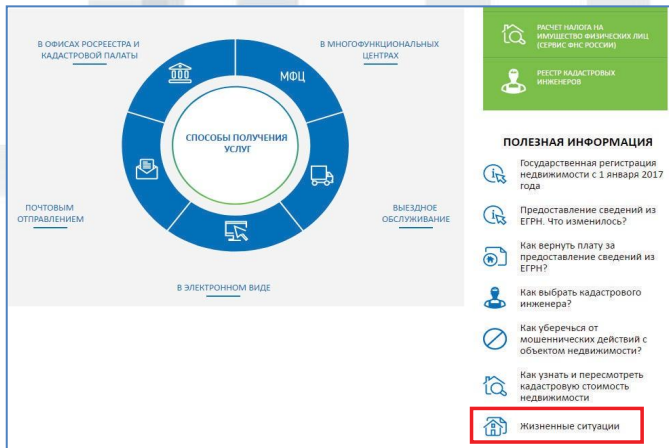 В ОФИСАХ РОСРЕЕСТРА И
КАДАСТРОВОЙ ПАЛАТЫ
В МНОГОФУНКЦИОНАЛЬНЫХ
ЦЕНТРАХ
МФЦ
СПОСОБЫ ПОЛУЧЕНИЯ
УСЛУГ
ПОЧТОВЫМ
ОТПРАВЛЕНИЕМ
ВЫЕЗДНОЕ
ОБСЛУЖИВАНИЕ
В ЭЛЕКТРОННОМ ВИДЕ
РАСЧЕТ НАЛОГА НА
ИМУЩЕСТВО ФИЗИЧЕСКИХ ЛИЦ
(СЕРВИС ФНС РОССИИ)
РЕЕСТР КАДАСТРОВЫХ
ИНЖЕНЕРОВ
ПОЛЕЗНАЯ ИНФОРМАЦИЯ
Государственная регистрация
недвижимости с 1 января 2017
года
Предоставление сведений из
ЕГРН. Что изменилось?
Как вернуть плату за
предоставление сведений из
ЕГРН?
Как выбрать кадастрового
инженера?
Как уберечься от
мошеннических действий с
объектом недвижимости?
Как узнать и пересмотреть
кадастровую стоимость
недвижимости
Жизненные ситуации